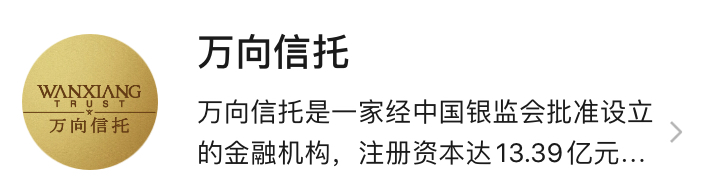 WANXIANG
TRUST
万向信托
万向信托
万向信托是一家经中国银监会批准设立
的金融机构，注册资本达13.39亿元...